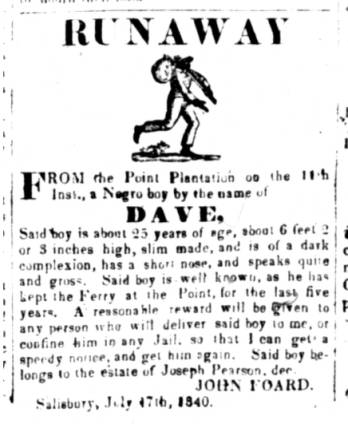 RUNAWAY
FROM the Point Plantation on the 11th
Inst., a Negro boy by the name of
DAVE,
Said boy is about 25 years of age, about 6 feet 2
or 3 inches high, slim made, and is of a dark
complexion, has a short nose, and speaks quite
and gross. Said boy is well known, as he has
kept the Ferry at the Point, for the last five
years. A reasonable reward will be given to
any person who will deliver said boy to me, or
confine him in any Jail, so that I can get a
speedy notice, and get him again. Said boy be-
longs to the estate of Joseph Pearson, dec.
JOHN FOARD.
Salisbury, July 17th, 1840.